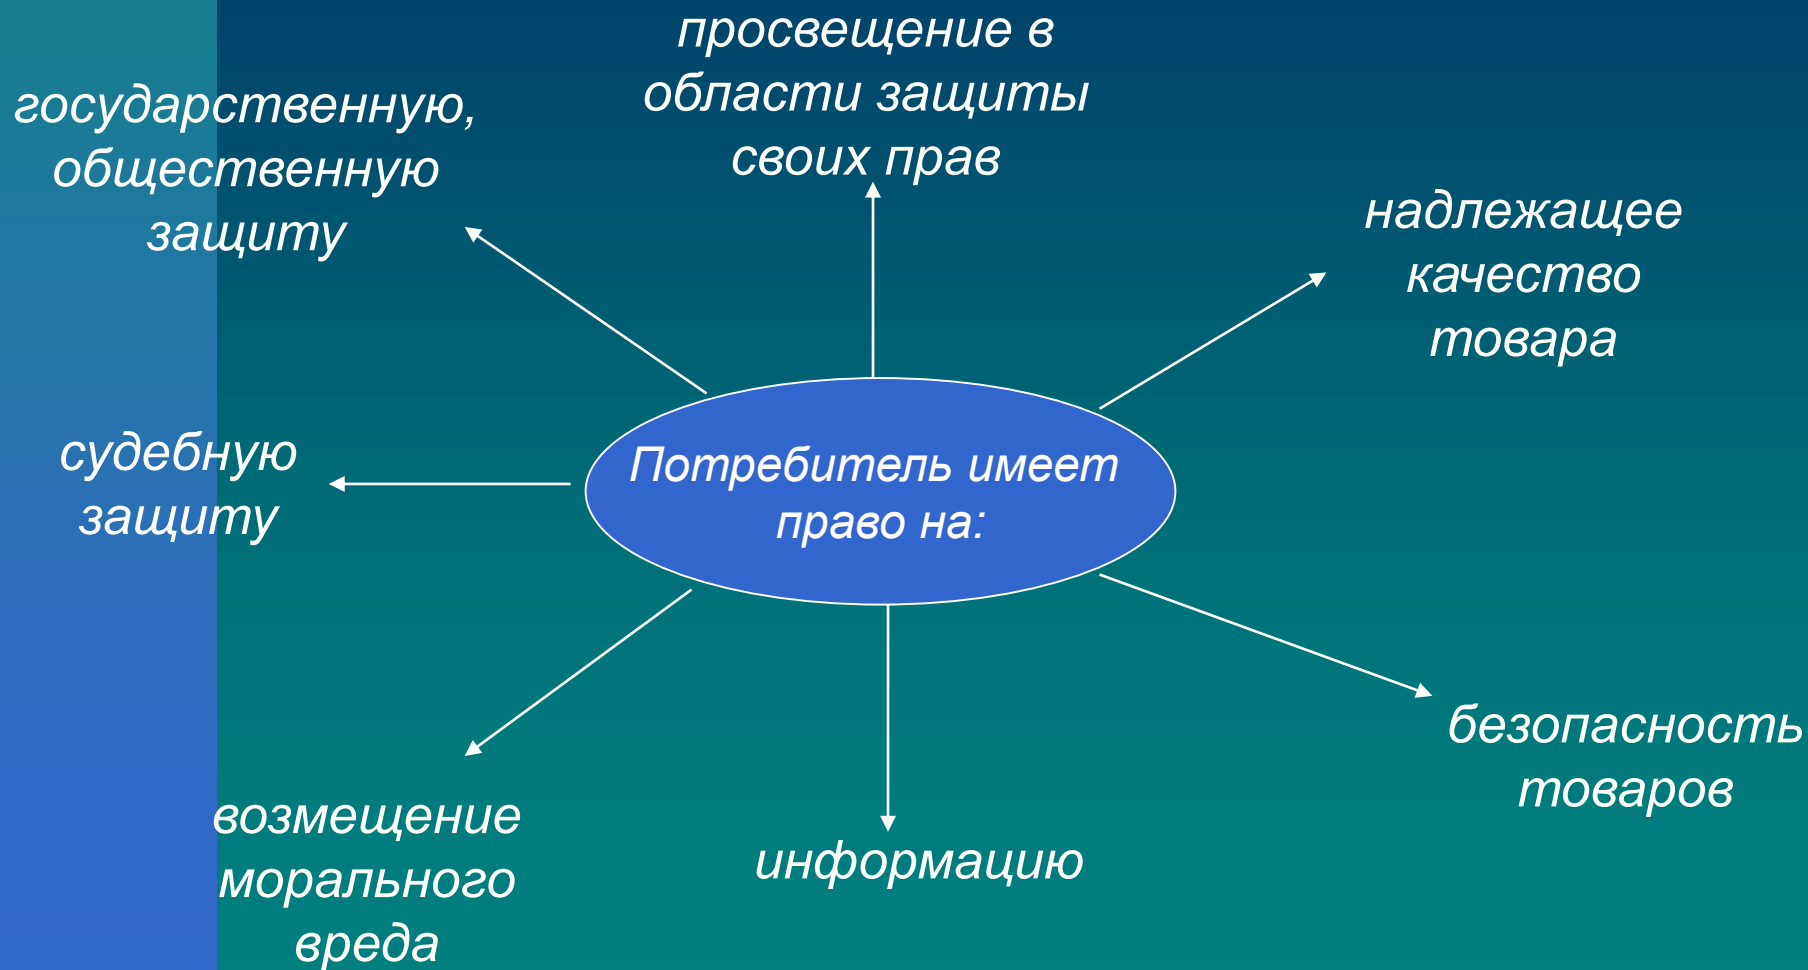 просвещение в
области защиты
своих прав
государственную,
общественную
защиту
надлежащее
качество
товара
судебную
защиту
Потребитель имеет
право на:
безопасность
товаров
возмещение
морального
вреда
информацию